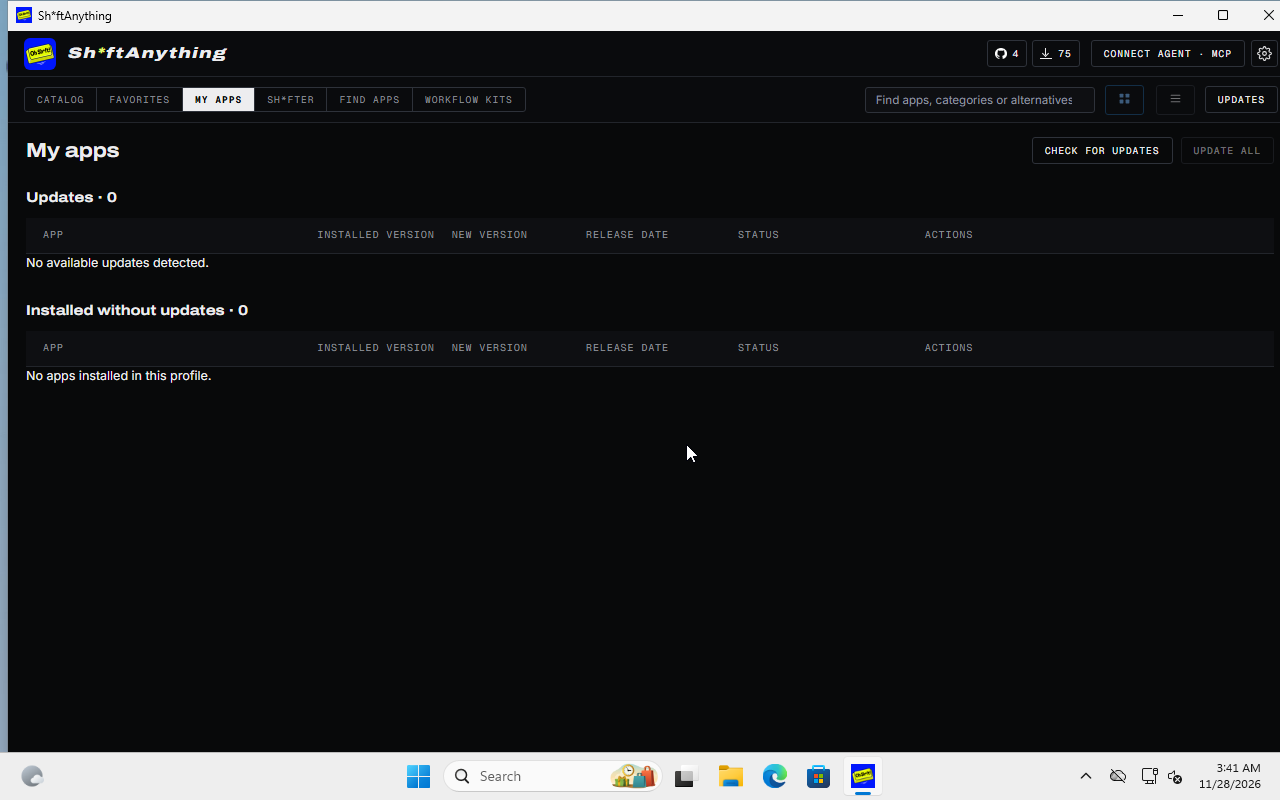 Sh*ftAnything
Oh Sh*ft! Sh*ftAnything 4 75 CONNECT AGENT · MCP
CATALOG FAVORITES MY APPS SH*FTER FIND APPS WORKFLOW KITS Find apps, categories or alternatives UPDATES
My apps CHECK FOR UPDATES UPDATE ALL
Updates · 0
APP INSTALLED VERSION NEW VERSION RELEASE DATE STATUS ACTIONS
No available updates detected.
Installed without updates · 0
APP INSTALLED VERSION NEW VERSION RELEASE DATE STATUS ACTIONS
No apps installed in this profile.
Search 3:41 AM
11/28/2026